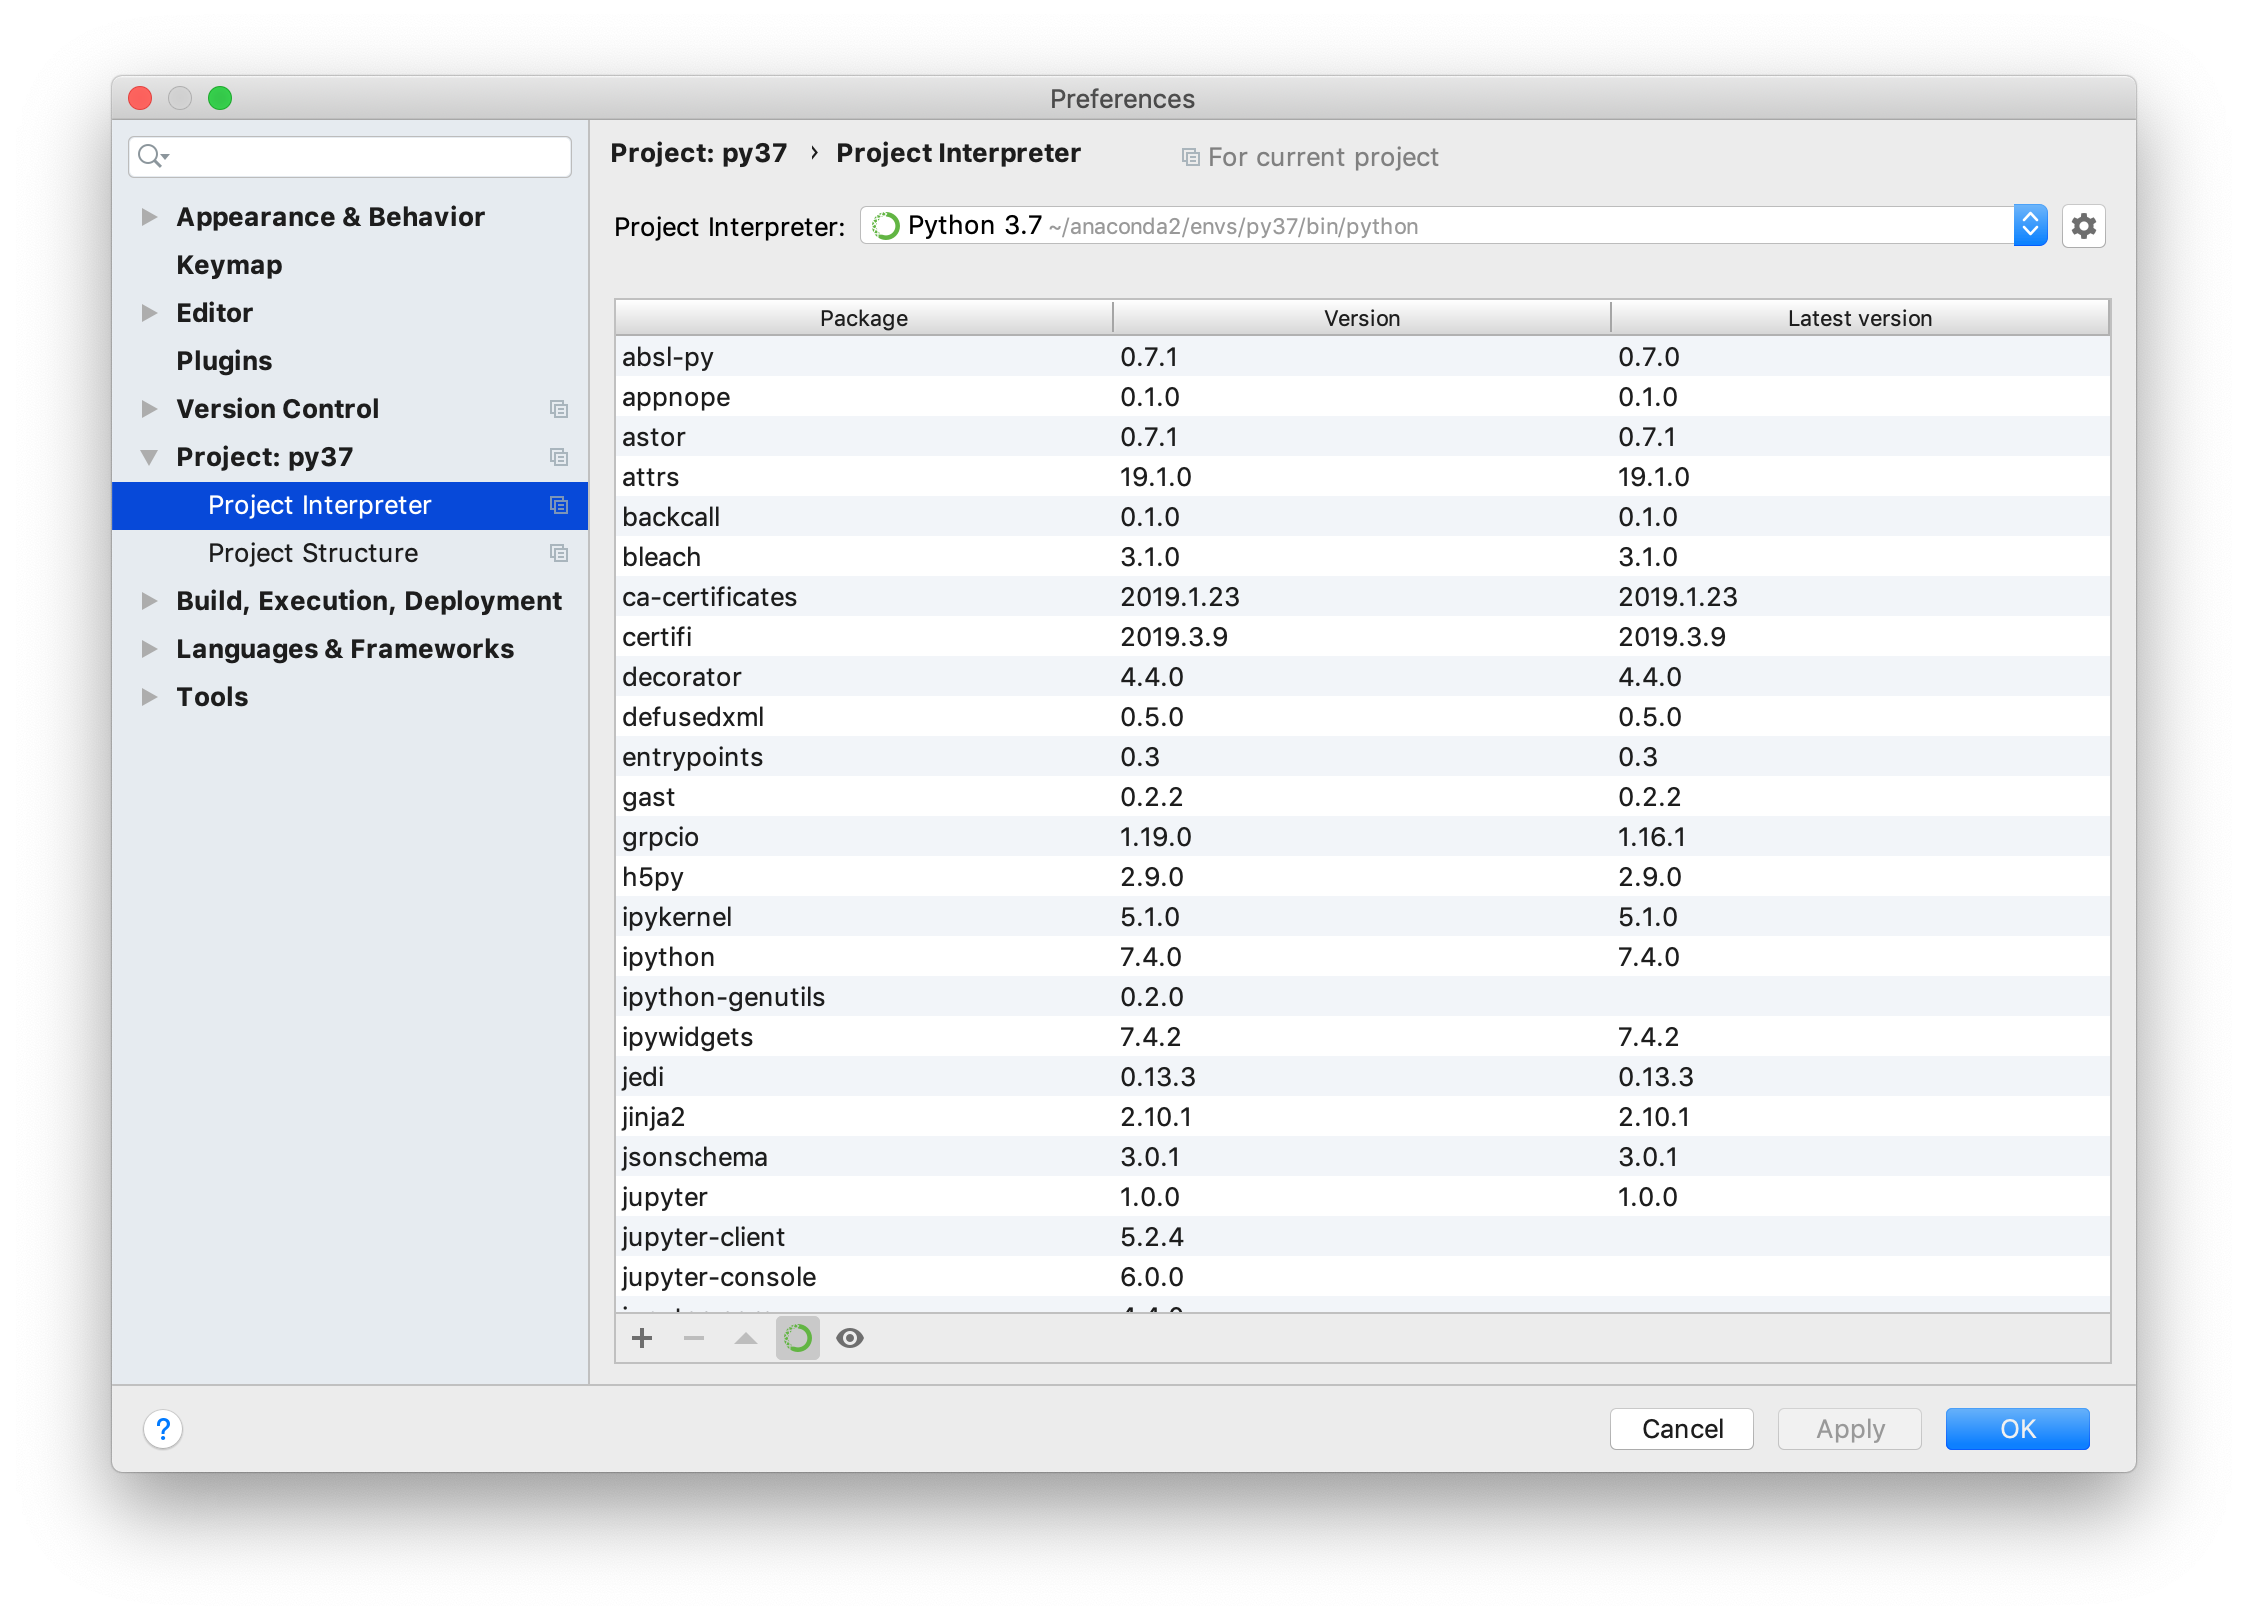 Preferences
Appearance & Behavior
Keymap
Editor
Plugins
Version Control
Project: py37
Project Interpreter
Project Structure
Build, Execution, Deployment
Languages & Frameworks
Tools
Project: py37 › Project Interpreter For current project
Project Interpreter: Python 3.7 ~/anaconda2/envs/py37/bin/python
Package Version Latest version
absl-py 0.7.1 0.7.0
appnope 0.1.0 0.1.0
astor 0.7.1 0.7.1
attrs 19.1.0 19.1.0
backcall 0.1.0 0.1.0
bleach 3.1.0 3.1.0
ca-certificates 2019.1.23 2019.1.23
certifi 2019.3.9 2019.3.9
decorator 4.4.0 4.4.0
defusedxml 0.5.0 0.5.0
entrypoints 0.3 0.3
gast 0.2.2 0.2.2
grpcio 1.19.0 1.16.1
h5py 2.9.0 2.9.0
ipykernel 5.1.0 5.1.0
ipython 7.4.0 7.4.0
ipython-genutils 0.2.0
ipywidgets 7.4.2 7.4.2
jedi 0.13.3 0.13.3
jinja2 2.10.1 2.10.1
jsonschema 3.0.1 3.0.1
jupyter 1.0.0 1.0.0
jupyter-client 5.2.4
jupyter-console 6.0.0
?
Cancel Apply OK